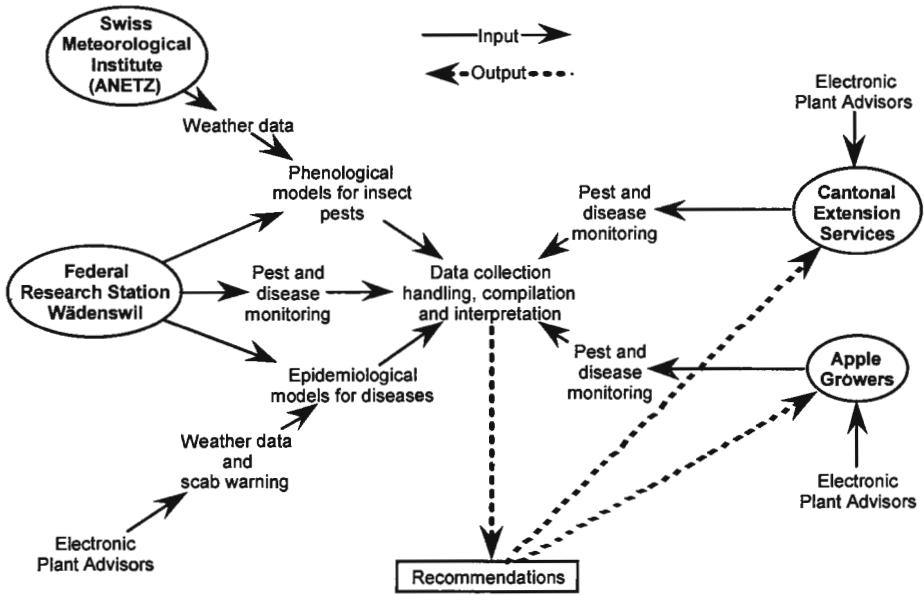 Swiss
Meteorological
Institute
(ANETZ)
Input
Output
Electronic
Plant Advisors
Weather data
Phenological
models for insect
pests
Pest and
disease
monitoring
Cantonal
Extension
Services
Federal
Research Station
Wädenswil
Pest and
disease
monitoring
Data collection
handling, compilation
and interpretation
Pest and
disease
monitoring
Apple
Growers
Epidemiological
models for diseases
Weather data
and
scab warning
Electronic
Plant Advisors
Electronic
Plant Advisors
Recommendations